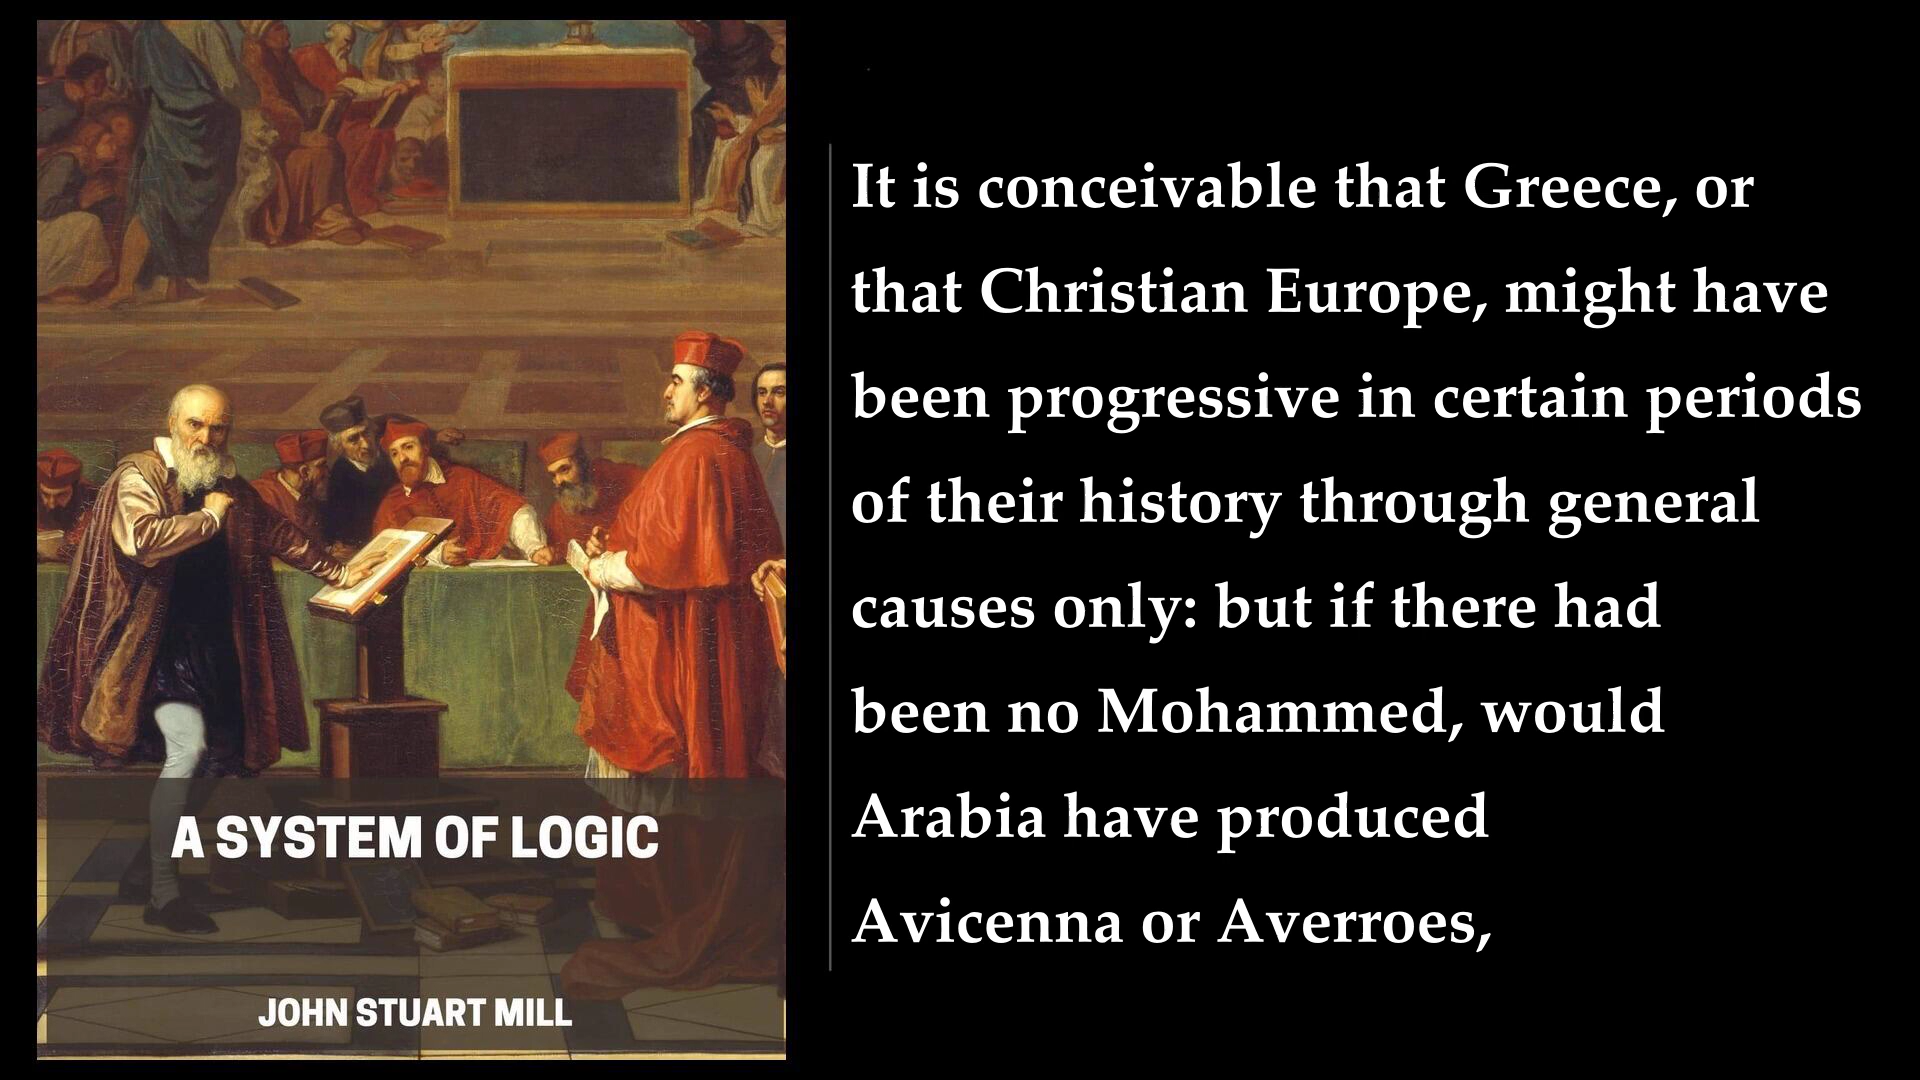 A SYSTEM OF LOGIC
JOHN STUART MILL
It is conceivable that Greece, or
that Christian Europe, might have
been progressive in certain periods
of their history through general
causes only: but if there had
been no Mohammed, would
Arabia have produced
Avicenna or Averroes,